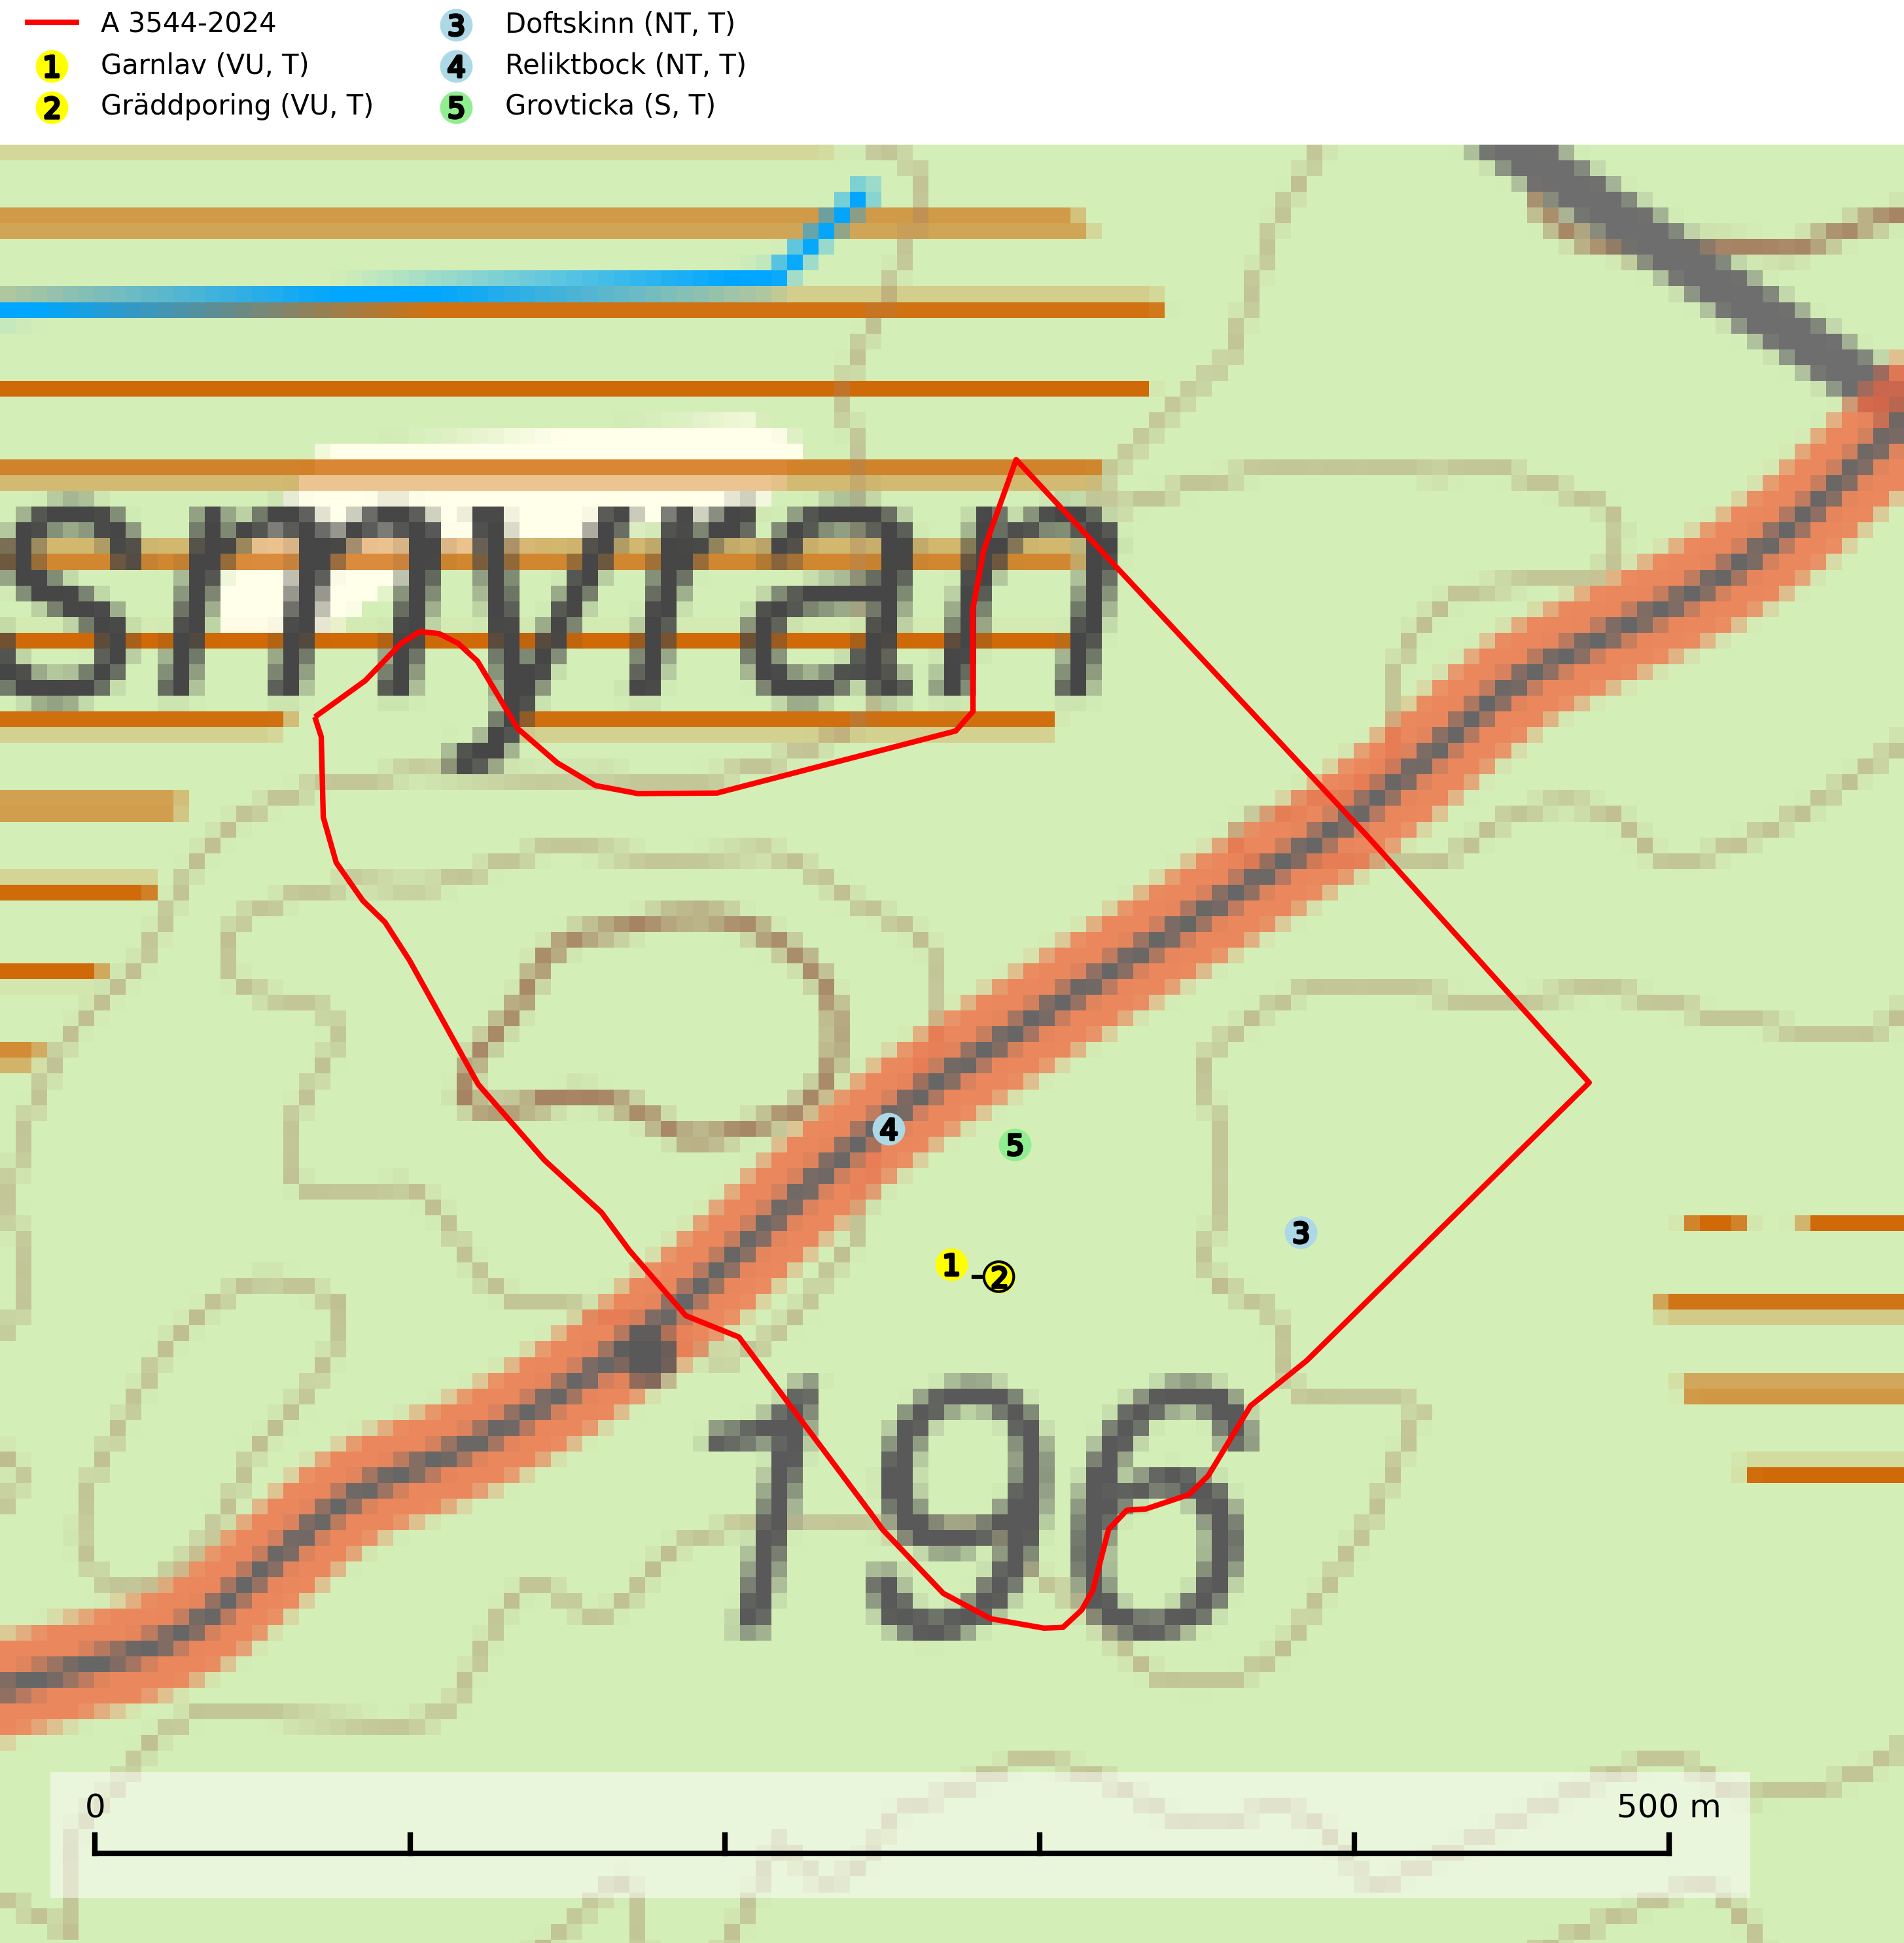 A 3544-2024
1 Garnlav (VU, T)
2 Gräddporing (VU, T)
3 Doftskinn (NT, T)
4 Reliktbock (NT, T)
5 Grovticka (S, T)
smyran
4
5
3
1
2
196
0
500 m